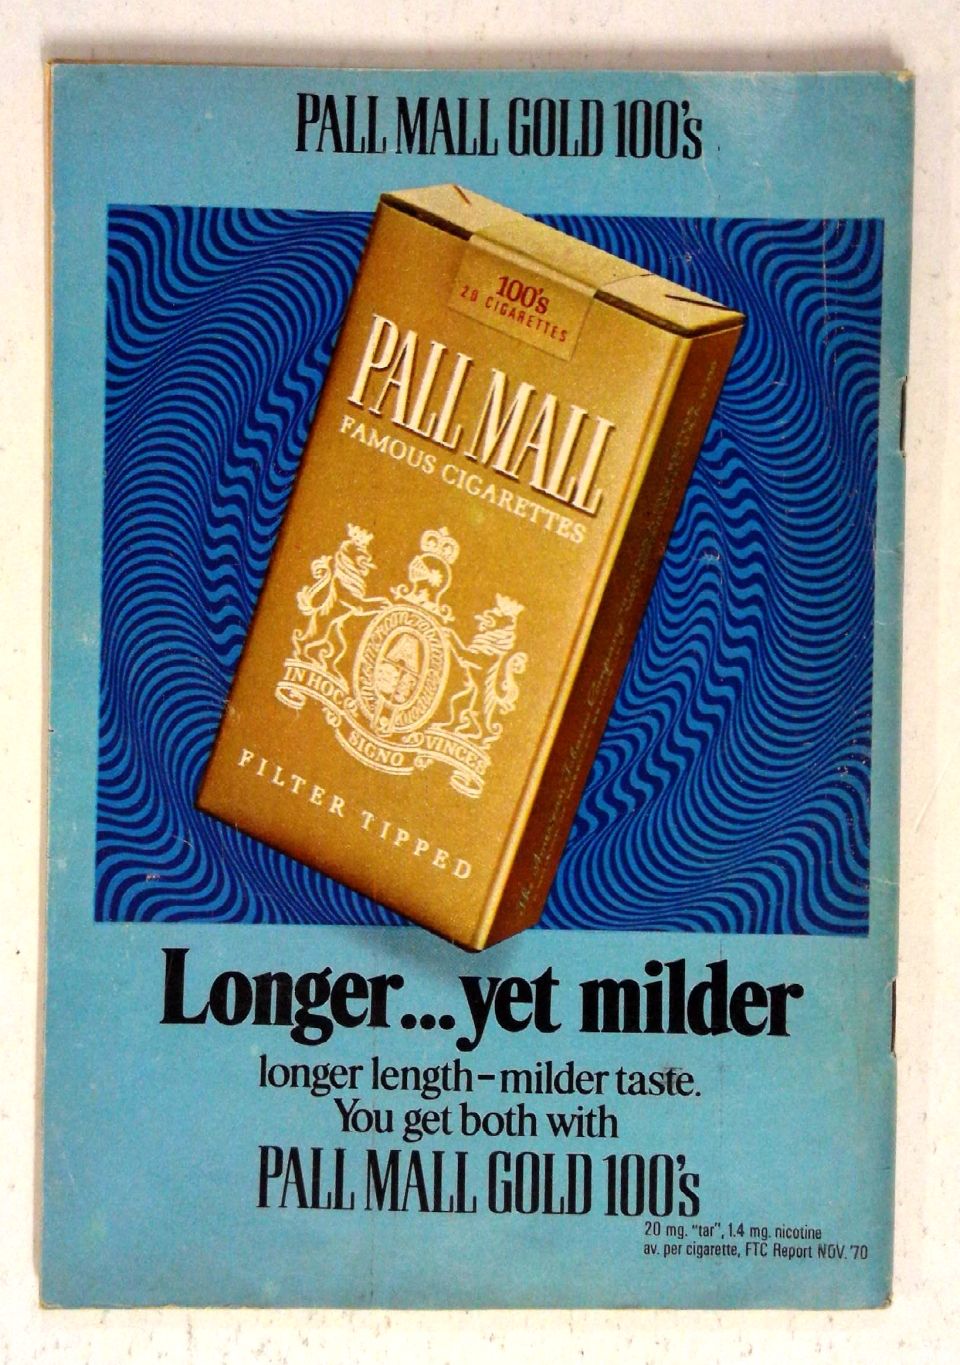 PALL MALL GOLD 100's
100's
20 CIGARETTES
PALL MALL
FAMOUS CIGARETTES
IN HOC
SIGNO
VINCES
FILTER TIPPED
Longer...yet milder
longer length-milder taste.
You get both with
PALL MALL GOLD 100's
20 mg. "tar", 1.4 mg. nicotine
av. per cigarette, FTC Report NOV. '70